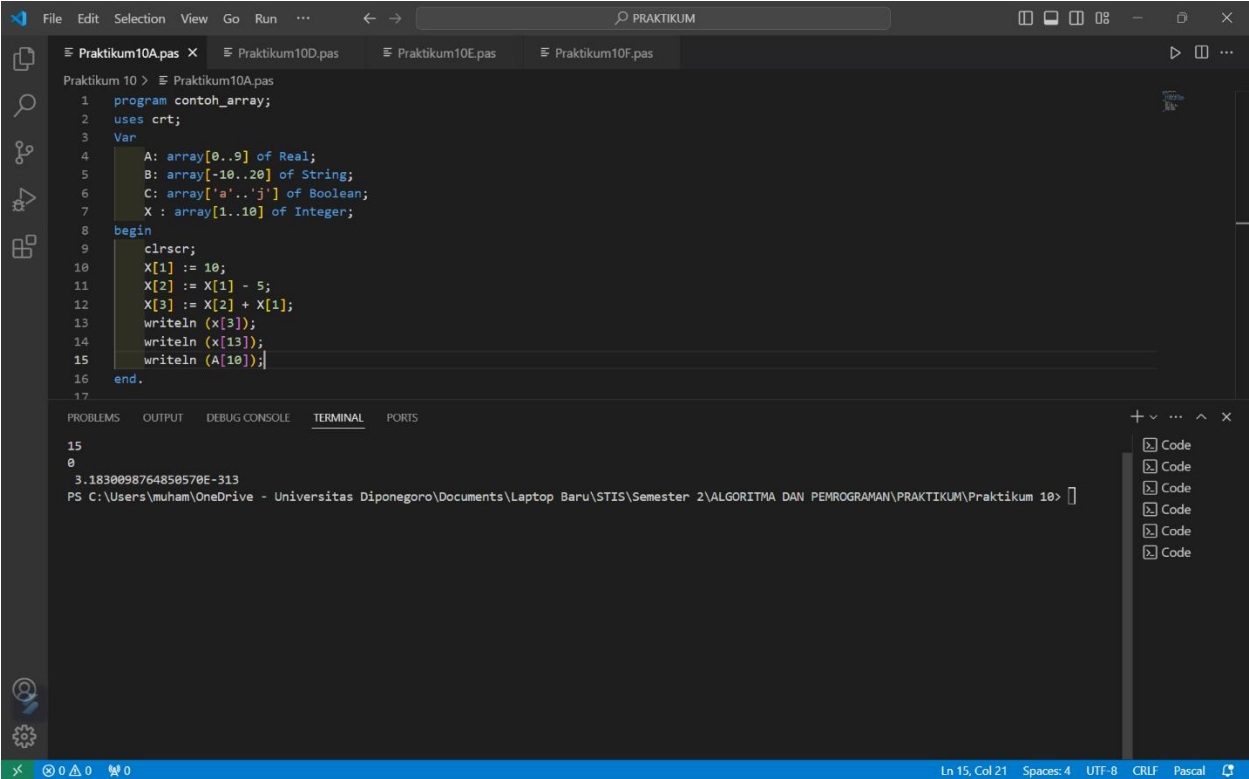 File Edit Selection View Go Run ··· ← → PRAKTIKUM
Praktikum10A.pas × Praktikum10D.pas Praktikum10E.pas Praktikum10F.pas
Praktikum 10 > Praktikum10A.pas
1 program contoh_array;
2 uses crt;
3 Var
4 A: array[0..9] of Real;
5 B: array[-10..20] of String;
6 C: array['a'..'j'] of Boolean;
7 X : array[1..10] of Integer;
8 begin
9 clrscr;
10 X[1] := 10;
11 X[2] := X[1] - 5;
12 X[3] := X[2] + X[1];
13 writeln (x[3]);
14 writeln (x[13]);
15 writeln (A[10]);
16 end.
17
PROBLEMS OUTPUT DEBUG CONSOLE TERMINAL PORTS
15
0
3.1830098764850570E-313
PS C:\Users\muham\OneDrive - Universitas Diponegoro\Documents\Laptop Baru\STIS\Semester 2\ALGORITMA DAN PEMROGRAMAN\PRAKTIKUM\Praktikum 10>
Code
Code
Code
Code
Code
Code
0 0 0 Ln 15, Col 21 Spaces: 4 UTF-8 CRLF Pascal